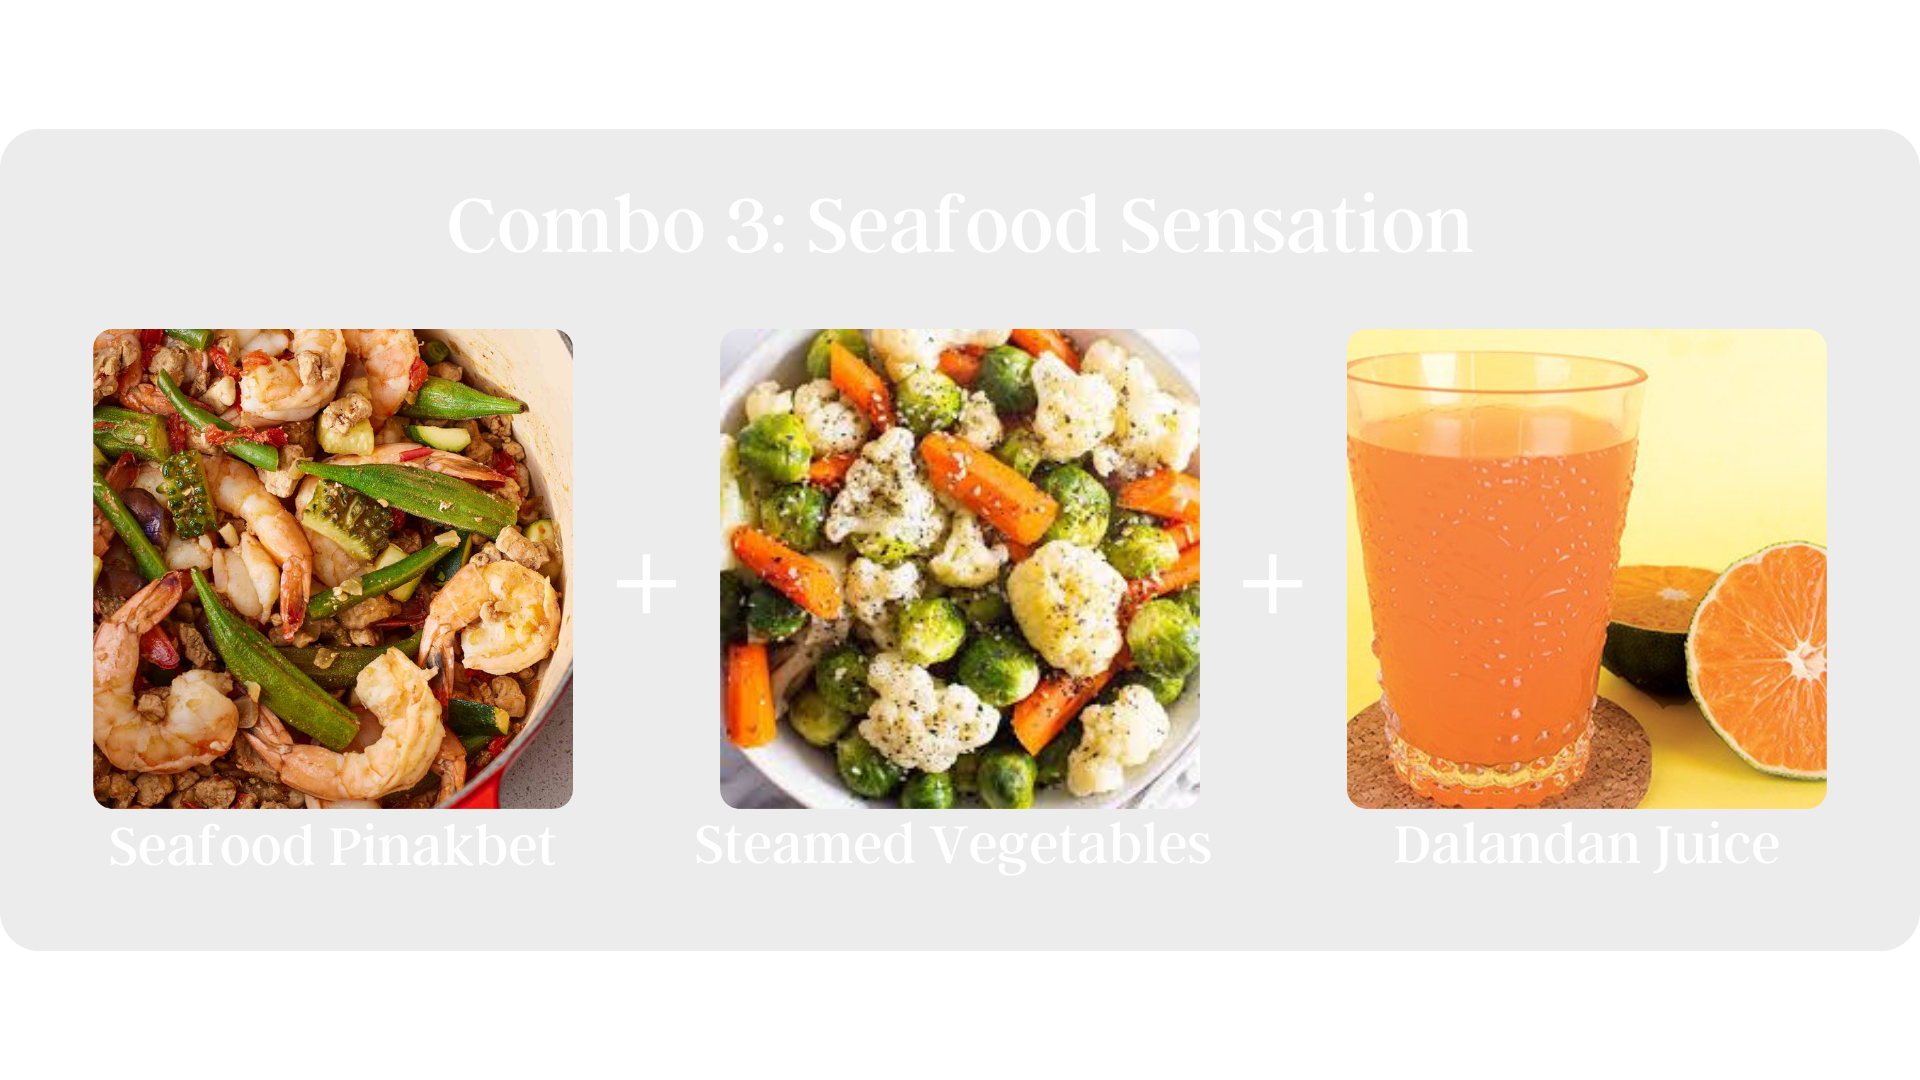 Combo 3: Seafood Sensation
+ +
Seafood Pinakbet
Steamed Vegetables
Dalandan Juice